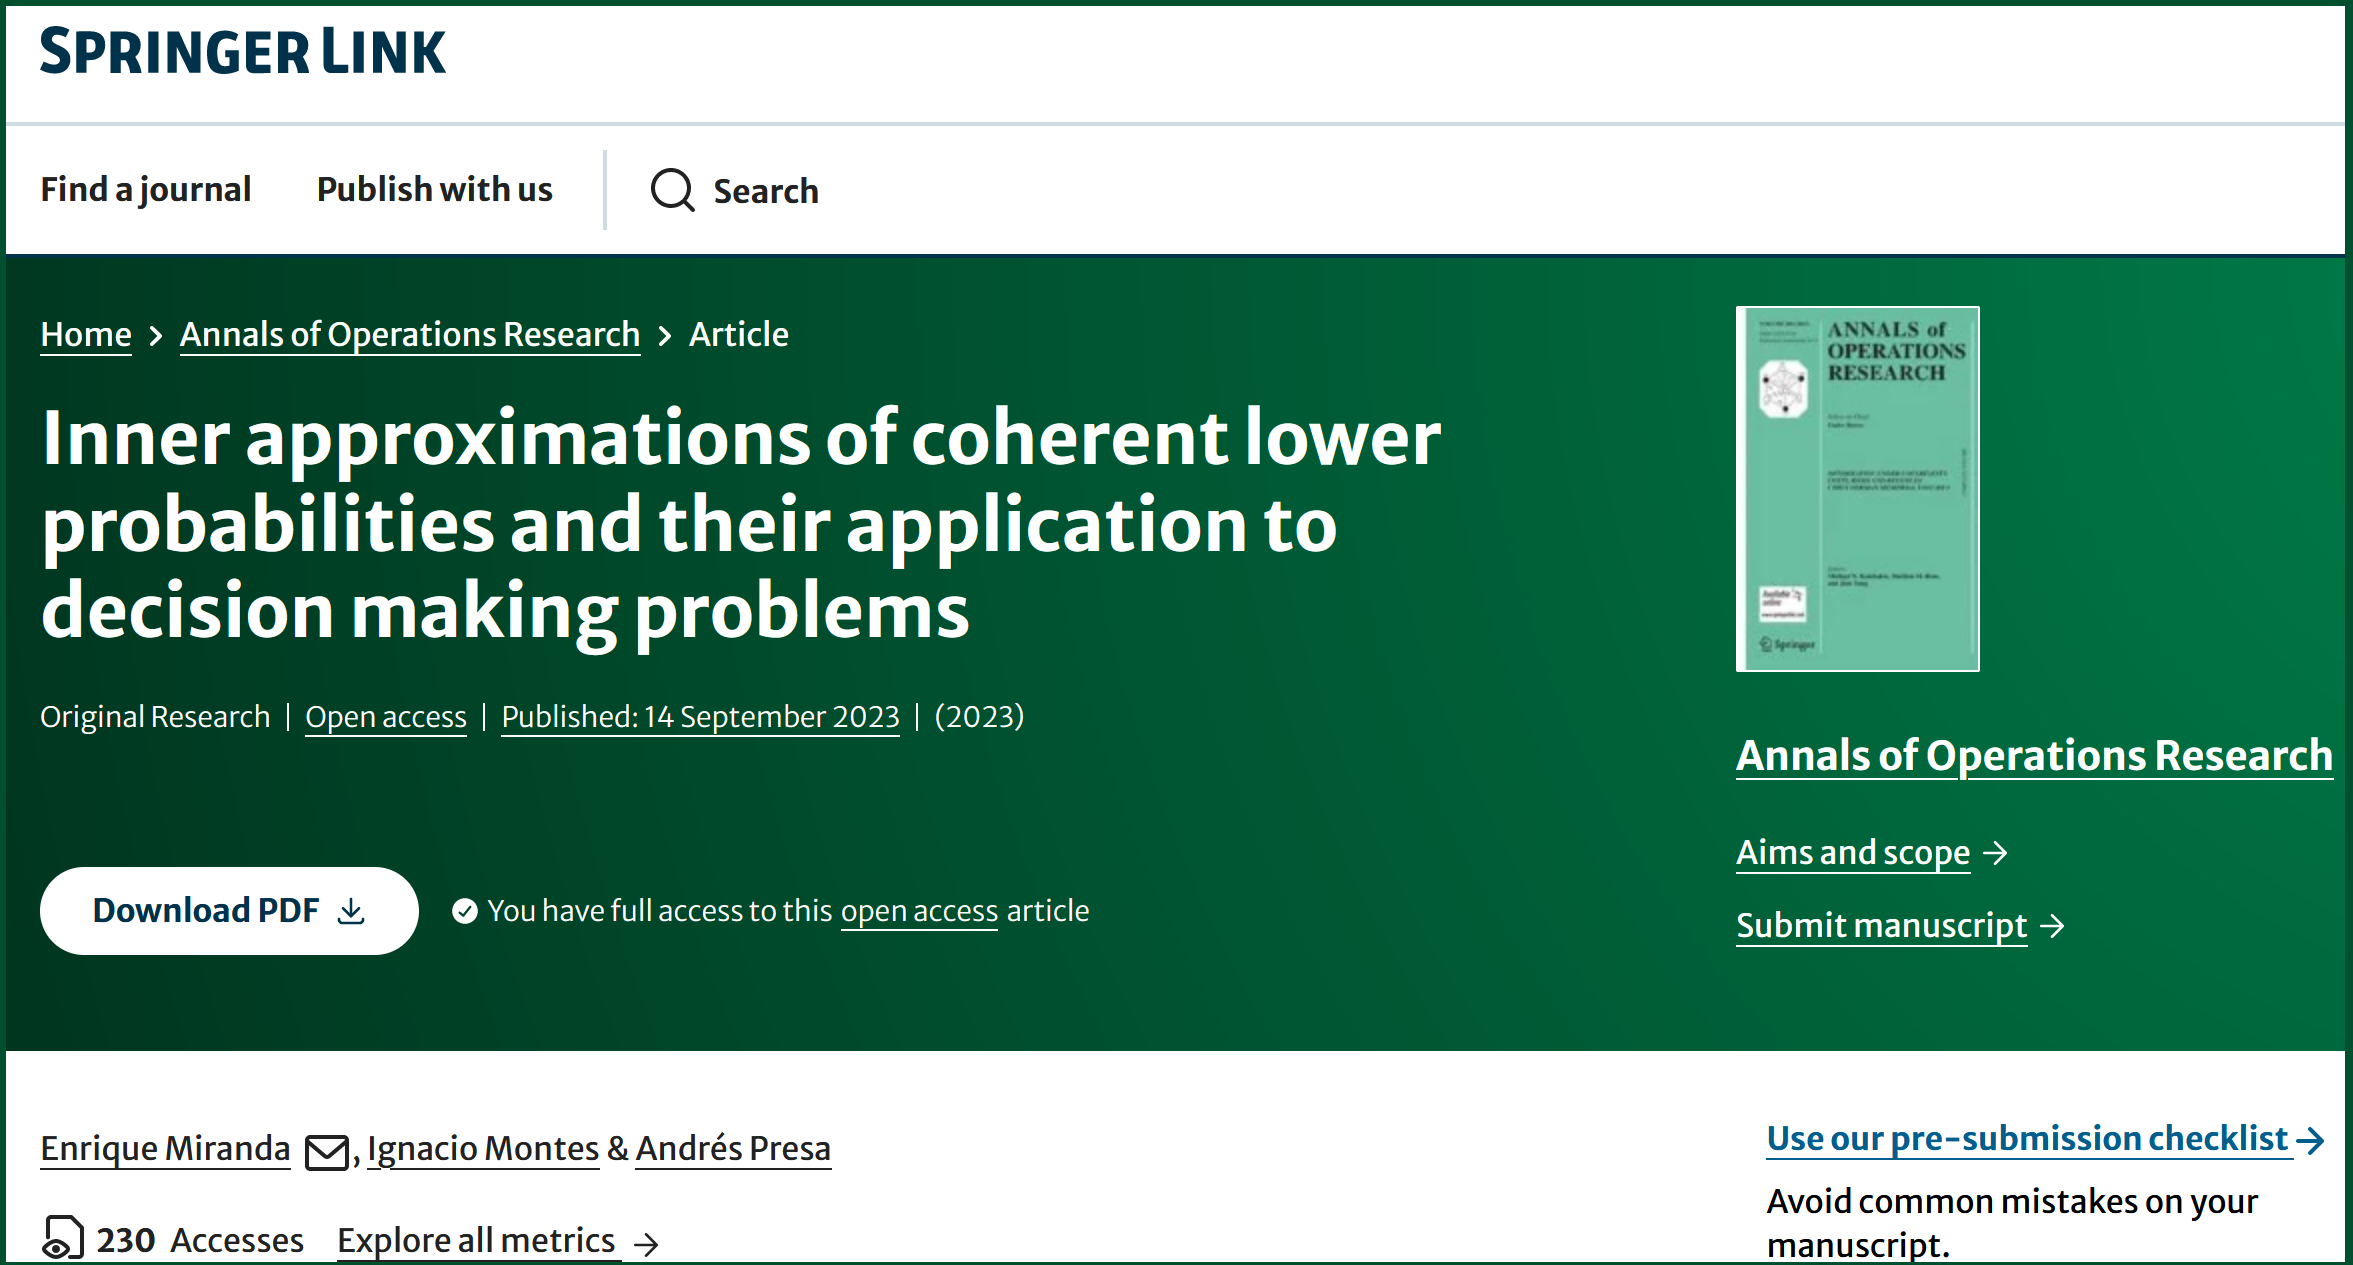 SPRINGER LINK
Find a journal
Publish with us
Search
Home > Annals of Operations Research > Article
Inner approximations of coherent lower
probabilities and their application to
decision making problems
Original Research | Open access | Published: 14 September 2023 | (2023)
Download PDF
You have full access to this open access article
ANNALS of
OPERATIONS
RESEARCH
Springer
Annals of Operations Research
Aims and scope →
Submit manuscript →
Enrique Miranda, Ignacio Montes & Andrés Presa
230 Accesses
Explore all metrics →
Use our pre-submission checklist →
Avoid common mistakes on your
manuscript.